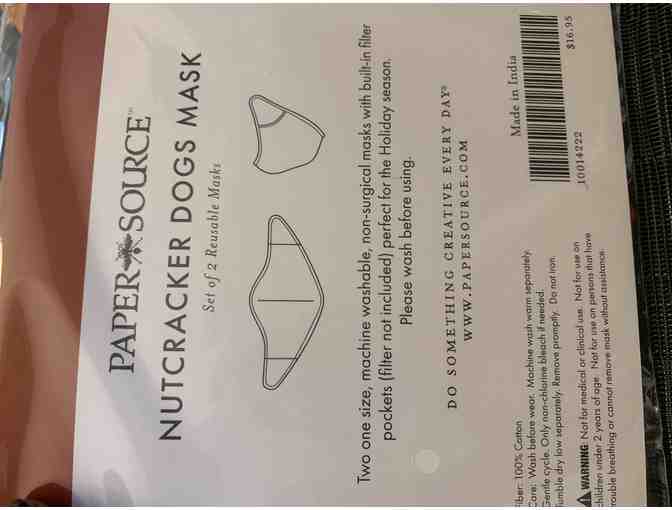 PAPER SOURCE™
NUTCRACKER DOGS MASK
Set of 2 Reusable Masks
Two one size, machine washable, non-surgical masks with built-in filter
pockets (filter not included) perfect for the Holiday season.
Please wash before using.
DO SOMETHING CREATIVE EVERY DAY®
WWW.PAPERSOURCE.COM
Fiber: 100% Cotton
Care: Wash before wear. Machine wash warm separately.
Gentle cycle. Only non-chlorine bleach if needed.
Tumble dry low separately. Remove promptly. Do not iron.
WARNING: Not for medical or clinical use. Not for use on
children under 2 years of age. Not for use on persons that have
trouble breathing or cannot remove mask without assistance.
Made in India
10014222
$16.95